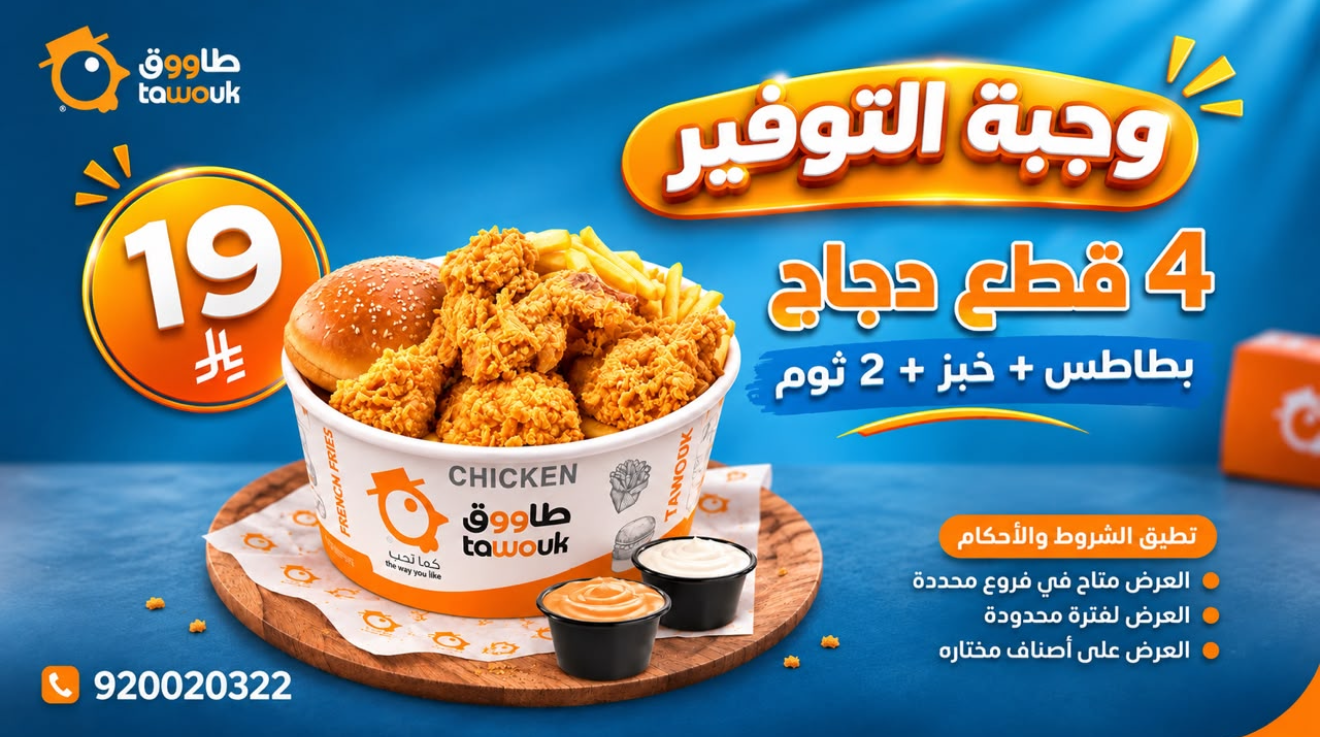 طاووق
tawouk
وجبة التوفير
19
4 قطع دجاج
بطاطس + خبز + 2 ثوم
FRENCH FRIES
CHICKEN
طاووق
tawouk
كما تحب
the way you like
TAWOUK
تطيق الشروط والأحكام
العرض متاح في فروع محددة
العرض لفترة محدودة
العرض على أصناف مختاره
920020322